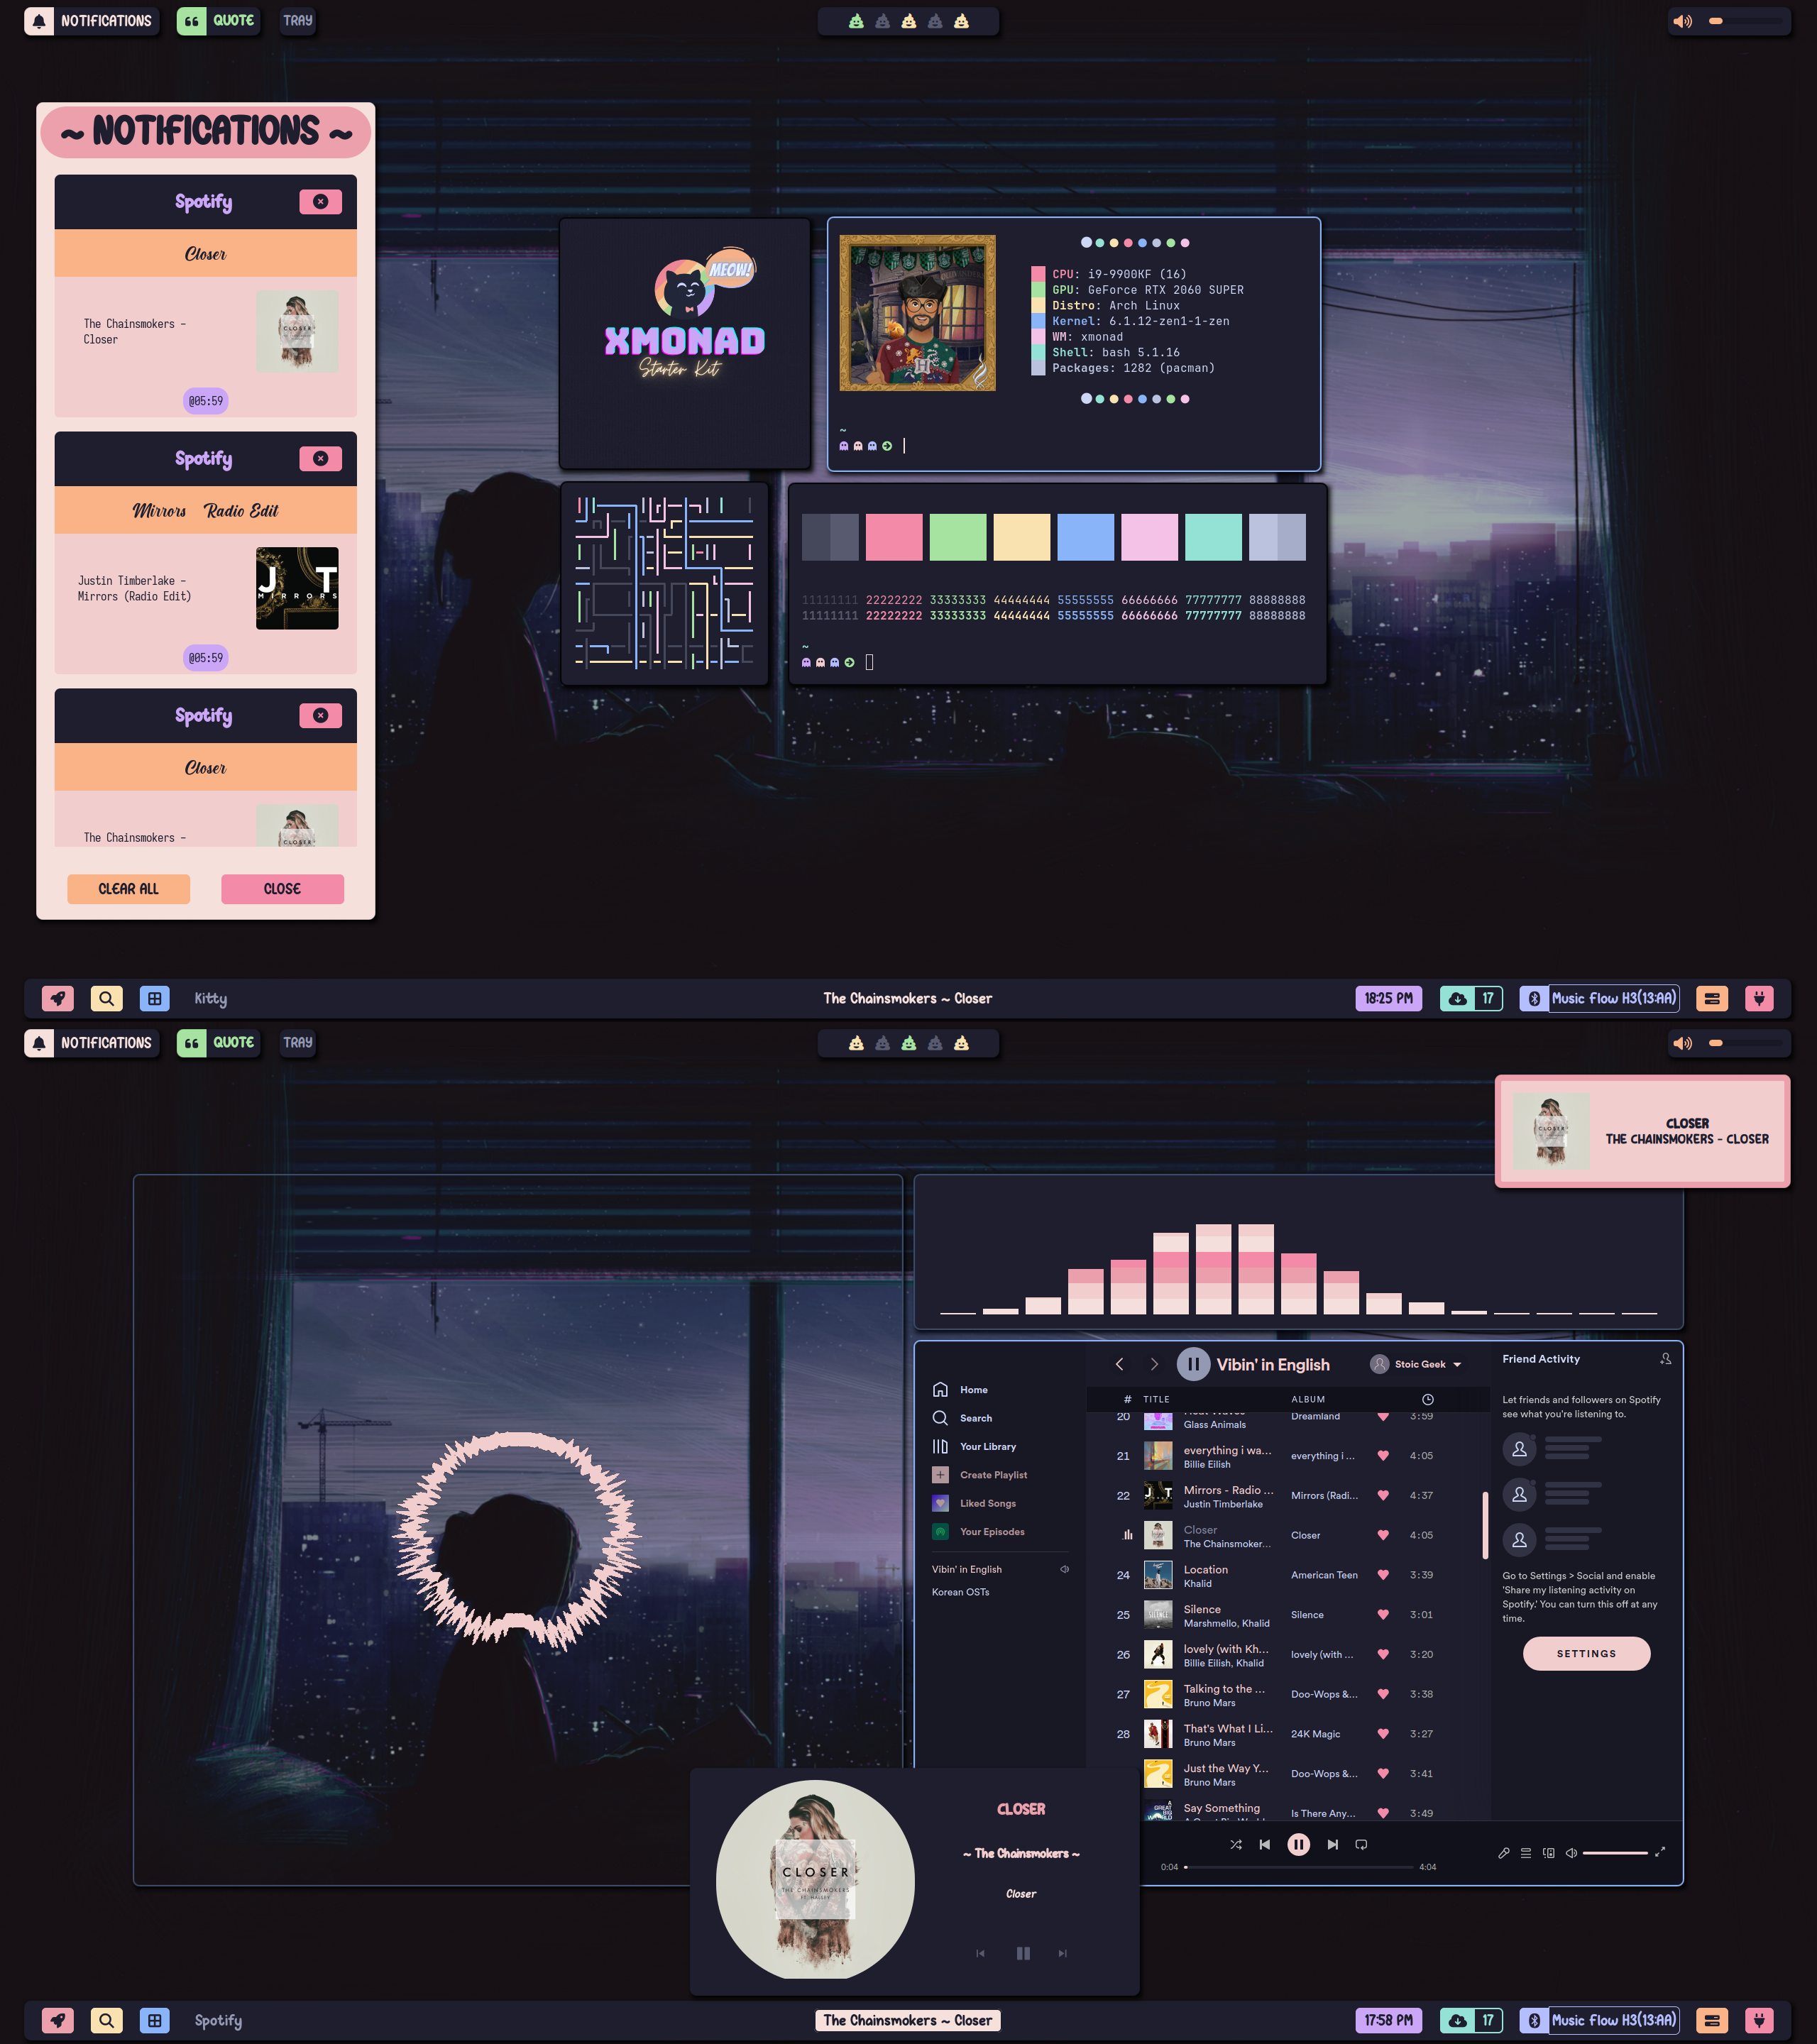 NOTIFICATIONS
QUOTE
TRAY
~ NOTIFICATIONS ~
Spotify
Closer
The Chainsmokers -
Closer
CLOSER
@05:59
Spotify
Mirrors Radio Edit
Justin Timberlake -
Mirrors (Radio Edit)
J T
MIRRORS
@05:59
Spotify
Closer
The Chainsmokers -
CLOSER
CLEAR ALL
CLOSE
MEOW!
XMONAD
Starter Kit
CPU: i9-9900KF (16)
GPU: GeForce RTX 2060 SUPER
Distro: Arch Linux
Kernel: 6.1.12-zen1-1-zen
WM: xmonad
Shell: bash 5.1.16
Packages: 1282 (pacman)
~
11111111 22222222 33333333 44444444 55555555 66666666 77777777 88888888
11111111 22222222 33333333 44444444 55555555 66666666 77777777 88888888
~
Kitty
The Chainsmokers ~ Closer
18:25 PM
17
Music Flow H3(13:AA)
NOTIFICATIONS
QUOTE
TRAY
CLOSER
CLOSER
THE CHAINSMOKERS - CLOSER
Home
Search
Your Library
Create Playlist
Liked Songs
Your Episodes
Vibin' in English
Korean OSTs
Vibin' in English
Stoic Geek
# TITLE ALBUM
20 Glass Animals Dreamland 3:59
21 everything i wa... everything i ... 4:05
Billie Eilish
22 Mirrors - Radio ... Mirrors (Radi... 4:37
Justin Timberlake
Closer Closer 4:05
The Chainsmoker...
24 Location American Teen 3:39
Khalid
25 Silence Silence 3:01
Marshmello, Khalid
26 lovely (with Kh... lovely (with ... 3:20
Billie Eilish, Khalid
27 Talking to the ... Doo-Wops &... 3:38
Bruno Mars
28 That's What I Li... 24K Magic 3:27
Bruno Mars
Just the Way Y... Doo-Wops &... 3:41
Bruno Mars
Say Something Is There Any... 3:49
Friend Activity
Let friends and followers on Spotify
see what you're listening to.
Go to Settings > Social and enable
'Share my listening activity on
Spotify.' You can turn this off at any
time.
SETTINGS
0:04
4:04
CLOSER
THE CHAINSMOKERS
FT. HALSEY
CLOSER
~ The Chainsmokers ~
Closer
Spotify
The Chainsmokers ~ Closer
17:58 PM
17
Music Flow H3(13:AA)